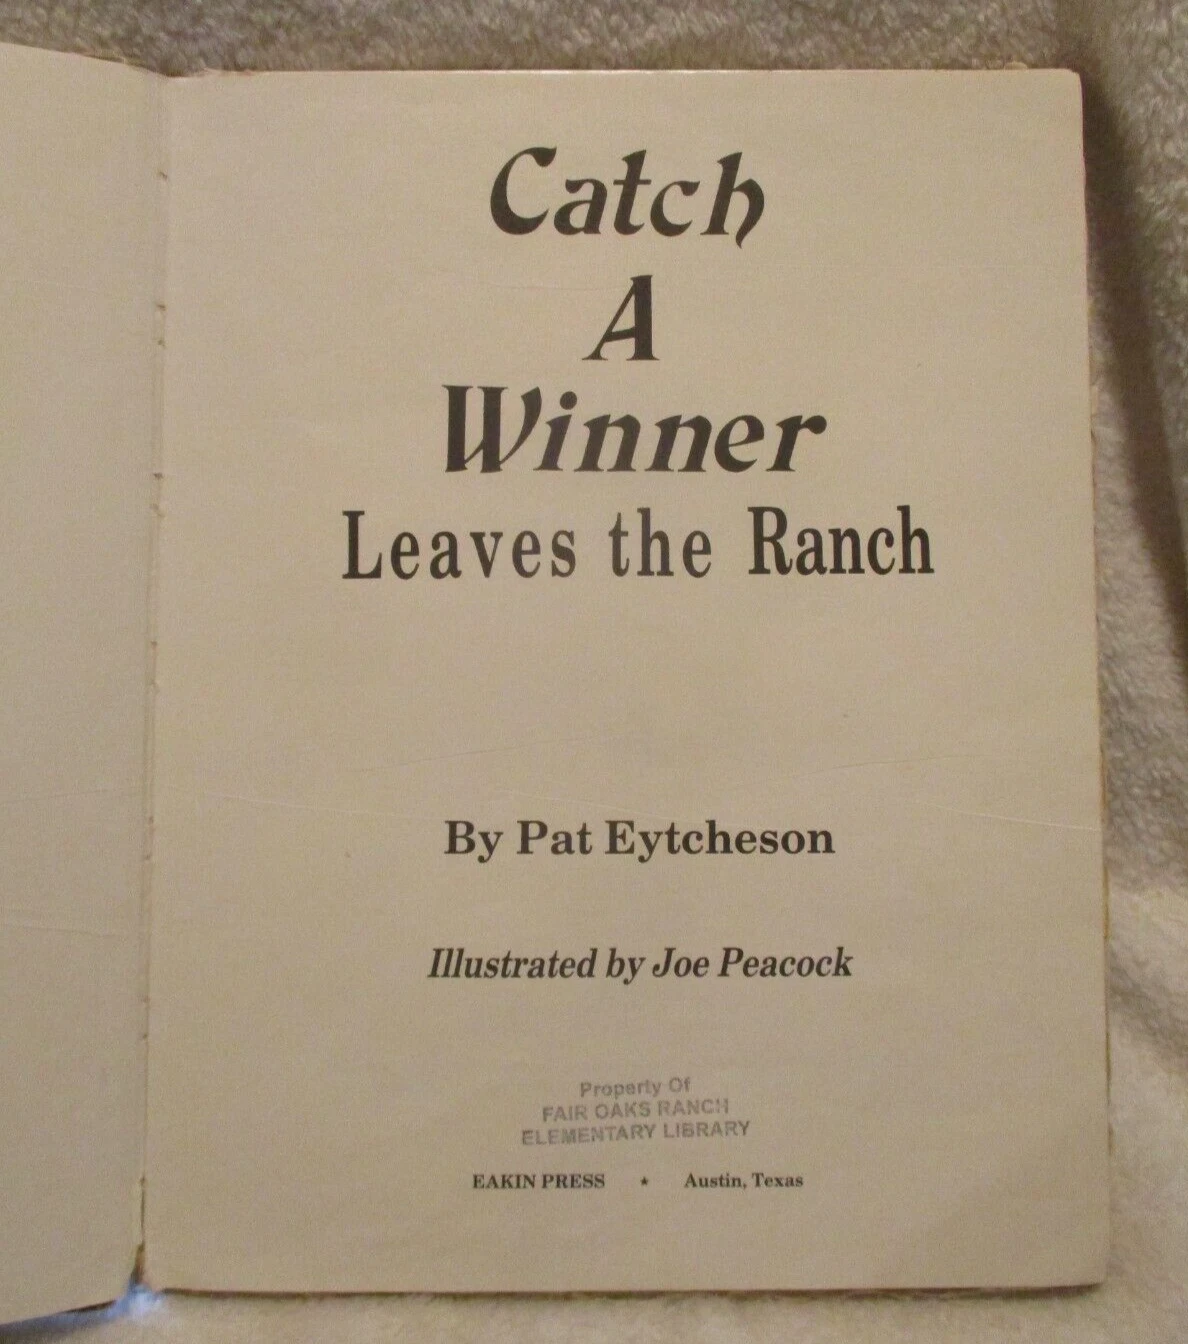 Catch
A
Winner
Leaves the Ranch
By Pat Eytcheson
Illustrated by Joe Peacock
Property Of
FAIR OAKS RANCH
ELEMENTARY LIBRARY
EAKIN PRESS ★ Austin, Texas